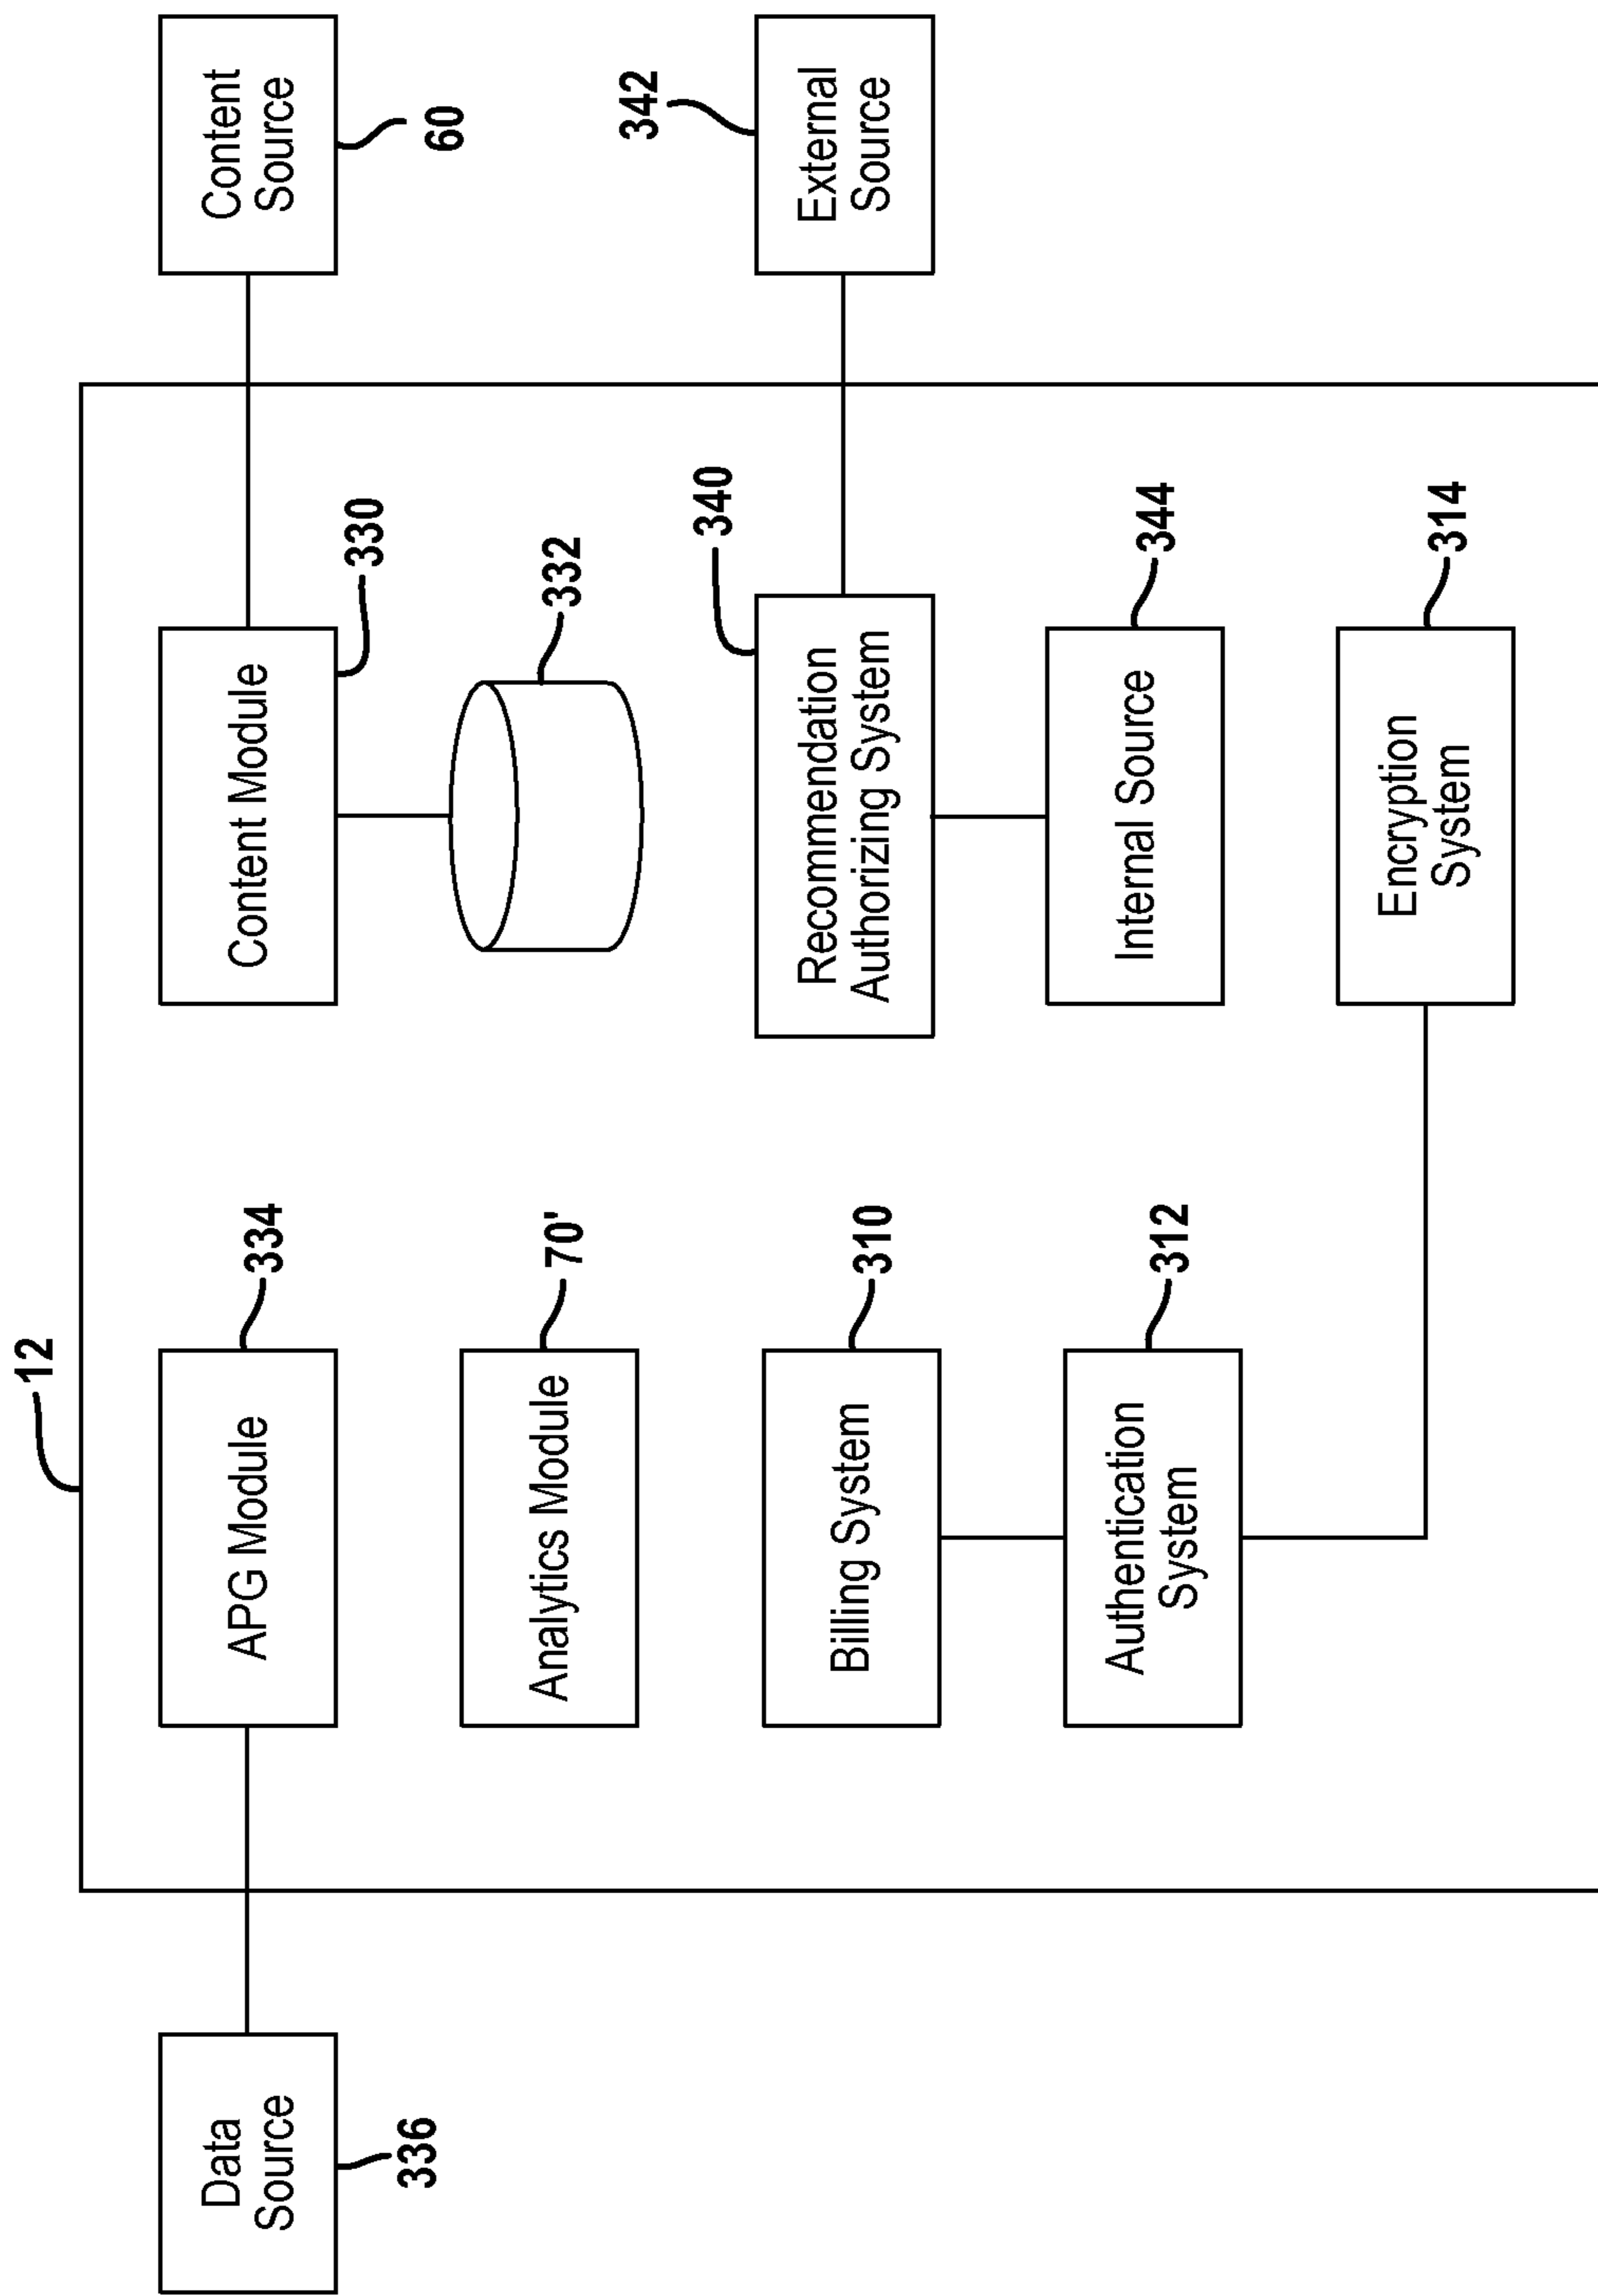 12
Data
Source
336
APG Module
334
Content Module
330
Content
Source
60
332
Analytics Module
70'
342
External
Source
340
Recommendation
Authorizing System
Billing System
310
Internal Source
344
Authentication
System
312
Encryption
System
314